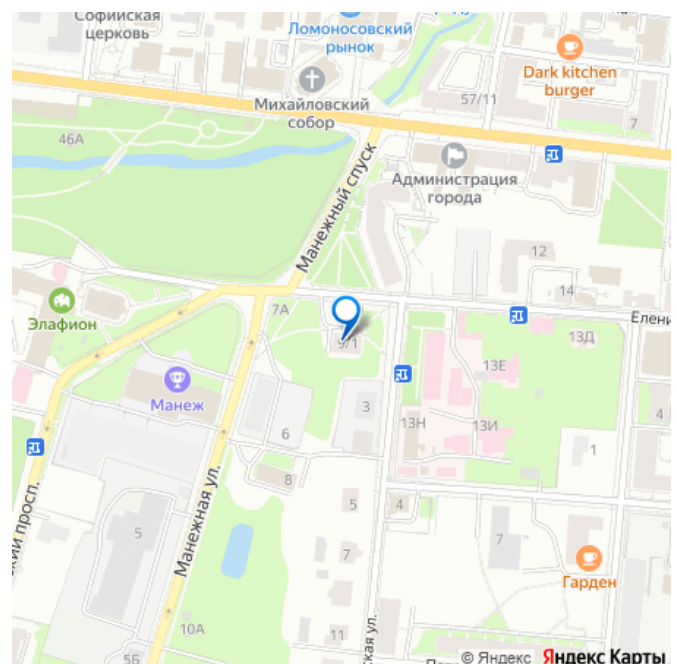 Софийская
церковь
Ломоносовский
рынок
Dark kitchen
burger
Михайловский
собор
57/11
7
46А
Манежный спуск
Администрация
города
12
14
Элафион
7А
9/1
13Д
13Е
Манеж
3
13Н
13И
4
6
1
8
5
4
5
7
7
Манежная ул.
Гарден
10А
11
5Б
© Яндекс Яндекс Карты